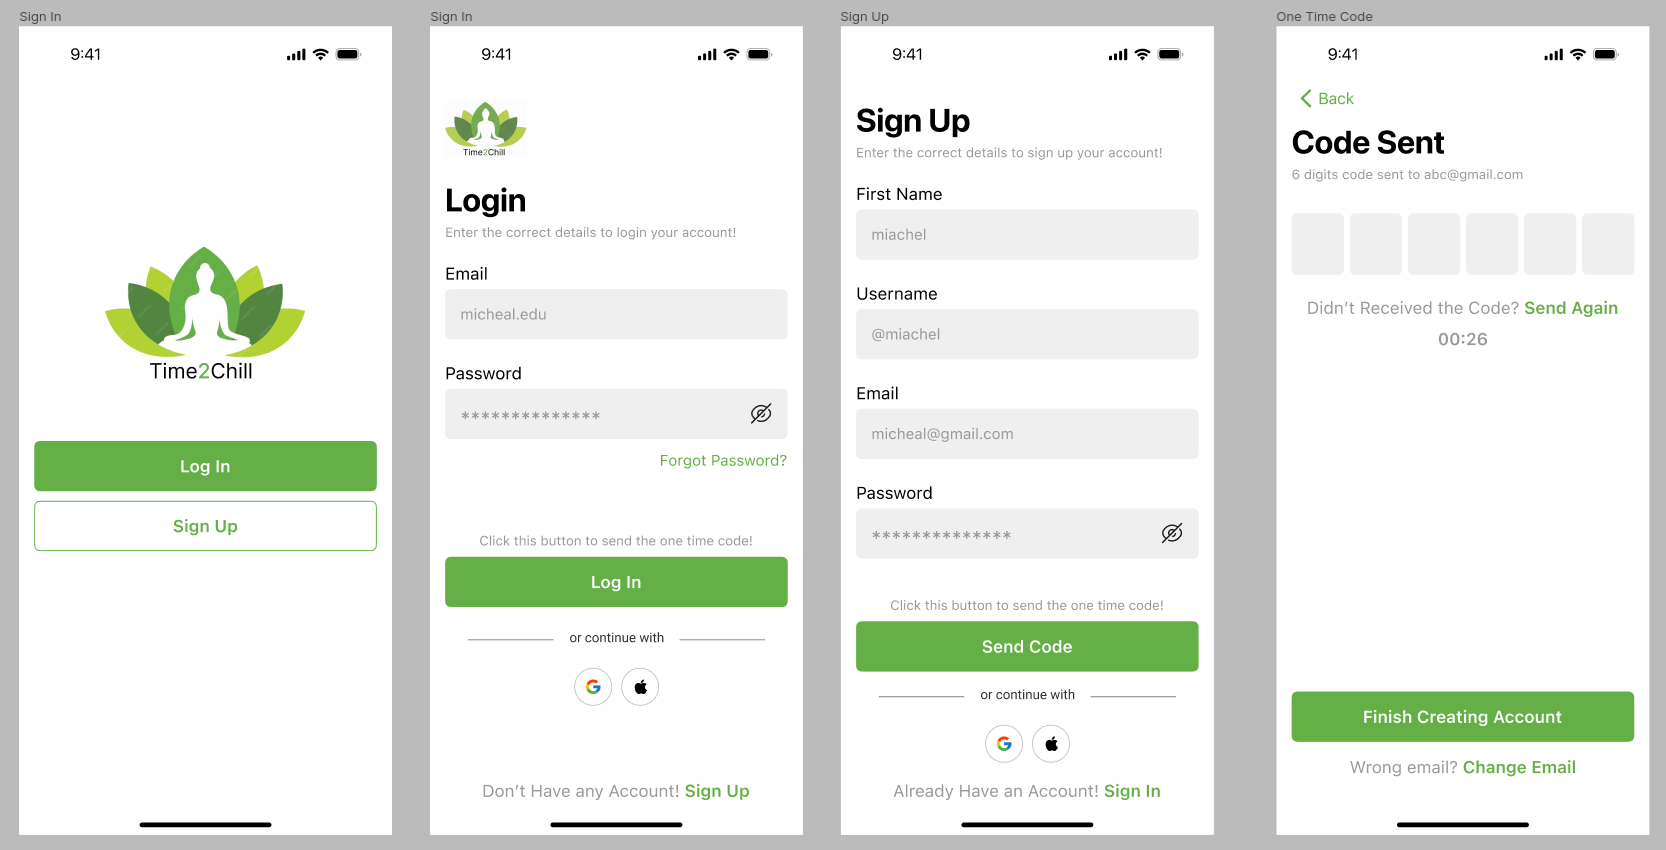 Sign In
9:41
Time2Chill
Log In
Sign Up
Sign In
9:41
Time2Chill
Login
Enter the correct details to login your account!
Email
micheal.edu
Password
**************
Forgot Password?
Click this button to send the one time code!
Log In
or continue with
Don't Have any Account! Sign Up
Sign Up
9:41
Sign Up
Enter the correct details to sign up your account!
First Name
miachel
Username
@miachel
Email
micheal@gmail.com
Password
**************
Click this button to send the one time code!
Send Code
or continue with
Already Have an Account! Sign In
One Time Code
9:41
Back
Code Sent
6 digits code sent to abc@gmail.com
Didn't Received the Code? Send Again
00:26
Finish Creating Account
Wrong email? Change Email